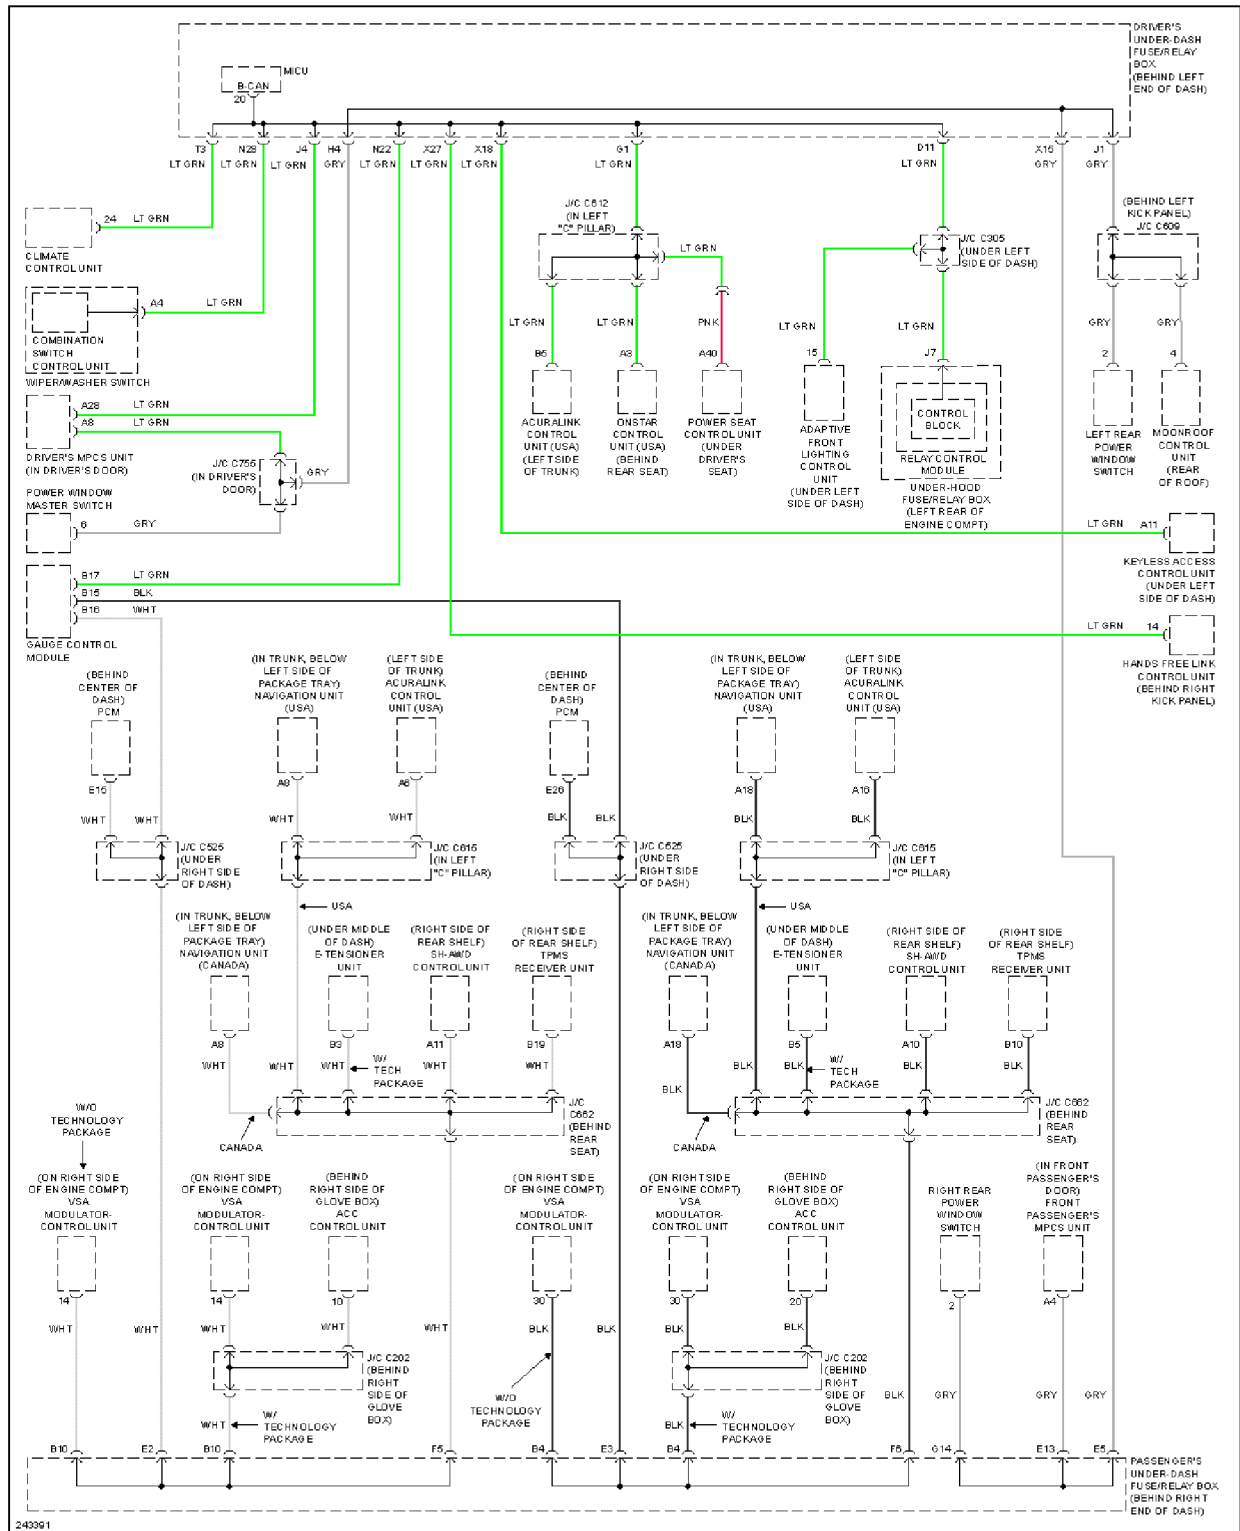 DRIVER'S
UNDER-DASH
FUSE/RELAY
BOX
(BEHIND LEFT
END OF DASH)
MICU
B-CAN
20
T3 N28 J4 H4 N22 X27 X18 G1 D11 X15 J1
LT GRN LT GRN LT GRN GRY LT GRN LT GRN LT GRN LT GRN LT GRN GRY GRY
24 LT GRN
CLIMATE
CONTROL UNIT
A4 LT GRN
COMBINATION
SWITCH
CONTROL UNIT
WIPER/WASHER SWITCH
A28 LT GRN
A8 LT GRN
DRIVER'S MPCS UNIT
(IN DRIVER'S DOOR)
J/C C755
(IN DRIVER'S
DOOR)
GRY
POWER WINDOW
MASTER SWITCH
6 GRY
B17 LT GRN
B15 BLK
B16 WHT
GAUGE CONTROL
MODULE
J/C C612
(IN LEFT
"C" PILLAR)
LT GRN
LT GRN LT GRN PNK
B5 A3 A40
ACURALINK
CONTROL
UNIT (USA)
(LEFT SIDE
OF TRUNK)
ONSTAR
CONTROL
UNIT (USA)
(BEHIND
REAR SEAT)
POWER SEAT
CONTROL UNIT
(UNDER
DRIVER'S
SEAT)
J/C C305
(UNDER LEFT
SIDE OF DASH)
LT GRN LT GRN
15 J7
ADAPTIVE
FRONT
LIGHTING
CONTROL
UNIT
(UNDER LEFT
SIDE OF DASH)
CONTROL
BLOCK
RELAY CONTROL
MODULE
UNDER-HOOD
FUSE/RELAY BOX
(LEFT REAR OF
ENGINE COMPT)
(BEHIND LEFT
KICK PANEL)
J/C C609
GRY GRY
2 4
LEFT REAR
POWER
WINDOW
SWITCH
MOONROOF
CONTROL
UNIT
(REAR
OF ROOF)
LT GRN A11
KEYLESS ACCESS
CONTROL UNIT
(UNDER LEFT
SIDE OF DASH)
LT GRN 14
HANDS FREE LINK
CONTROL UNIT
(BEHIND RIGHT
KICK PANEL)
(BEHIND
CENTER OF
DASH)
PCM
E15
WHT WHT
J/C C525
(UNDER
RIGHT SIDE
OF DASH)
(IN TRUNK, BELOW
LEFT SIDE OF
PACKAGE TRAY)
NAVIGATION UNIT
(USA)
A8
WHT
(LEFT SIDE
OF TRUNK)
ACURALINK
CONTROL
UNIT (USA)
A6
WHT
J/C C615
(IN LEFT
"C" PILLAR)
USA
(BEHIND
CENTER OF
DASH)
PCM
E26
BLK BLK
J/C C525
(UNDER
RIGHT SIDE
OF DASH)
(IN TRUNK, BELOW
LEFT SIDE OF
PACKAGE TRAY)
NAVIGATION UNIT
(USA)
A18
BLK
(LEFT SIDE
OF TRUNK)
ACURALINK
CONTROL
UNIT (USA)
A16
BLK
J/C C615
(IN LEFT
"C" PILLAR)
USA
(IN TRUNK, BELOW
LEFT SIDE OF
PACKAGE TRAY)
NAVIGATION UNIT
(CANADA)
A8
WHT WHT
(UNDER MIDDLE
OF DASH)
E-TENSIONER
UNIT
B3
WHT
W/
TECH
PACKAGE
(RIGHT SIDE OF
REAR SHELF)
SH-AWD
CONTROL UNIT
A11
WHT
(RIGHT SIDE
OF REAR SHELF)
TPMS
RECEIVER UNIT
B19
WHT
CANADA
J/C
C662
(BEHIND
REAR
SEAT)
(IN TRUNK, BELOW
LEFT SIDE OF
PACKAGE TRAY)
NAVIGATION UNIT
(CANADA)
A18
BLK
BLK
(UNDER MIDDLE
OF DASH)
E-TENSIONER
UNIT
B5
BLK
W/
TECH
PACKAGE
(RIGHT SIDE OF
REAR SHELF)
SH-AWD
CONTROL UNIT
A10
BLK
(RIGHT SIDE
OF REAR SHELF)
TPMS
RECEIVER UNIT
B10
BLK
CANADA
J/C C662
(BEHIND
REAR
SEAT)
W/O
TECHNOLOGY
PACKAGE
(ON RIGHT SIDE
OF ENGINE COMPT)
VSA
MODULATOR-
CONTROL UNIT
14
WHT WHT
(ON RIGHT SIDE
OF ENGINE COMPT)
VSA
MODULATOR-
CONTROL UNIT
14
WHT
(BEHIND
RIGHT SIDE OF
GLOVE BOX)
ACC
CONTROL UNIT
10
WHT WHT
J/C C202
(BEHIND
RIGHT
SIDE OF
GLOVE
BOX)
WHT
W/
TECHNOLOGY
PACKAGE
(ON RIGHT SIDE
OF ENGINE COMPT)
VSA
MODULATOR-
CONTROL UNIT
30
BLK BLK
W/O
TECHNOLOGY
PACKAGE
(ON RIGHT SIDE
OF ENGINE COMPT)
VSA
MODULATOR-
CONTROL UNIT
30
BLK
(BEHIND
RIGHT SIDE OF
GLOVE BOX)
ACC
CONTROL UNIT
20
BLK
J/C C202
(BEHIND
RIGHT
SIDE OF
GLOVE
BOX)
BLK
W/
TECHNOLOGY
PACKAGE
RIGHT REAR
POWER
WINDOW
SWITCH
2
(IN FRONT
PASSENGER'S
DOOR)
FRONT
PASSENGER'S
MPCS UNIT
A4
BLK GRY GRY GRY
B10 E2 B10 F5 B4 E3 B4 F6 G14 E13 E5
PASSENGER'S
UNDER-DASH
FUSE/RELAY BOX
(BEHIND RIGHT
END OF DASH)
243391